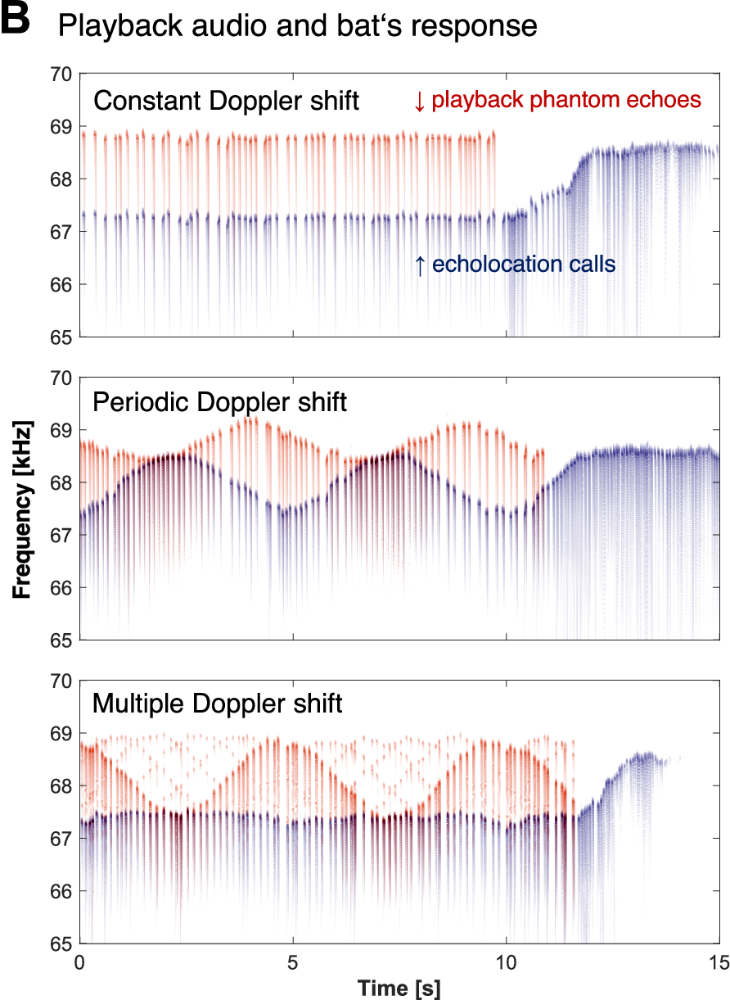 B Playback audio and bat‘s response
70
Constant Doppler shift
↓ playback phantom echoes
69
68
67
↑ echolocation calls
66
65
70
Periodic Doppler shift
69
68
67
66
65
Frequency [kHz]
70
Multiple Doppler shift
69
68
67
66
65
0 5 10 15
Time [s]